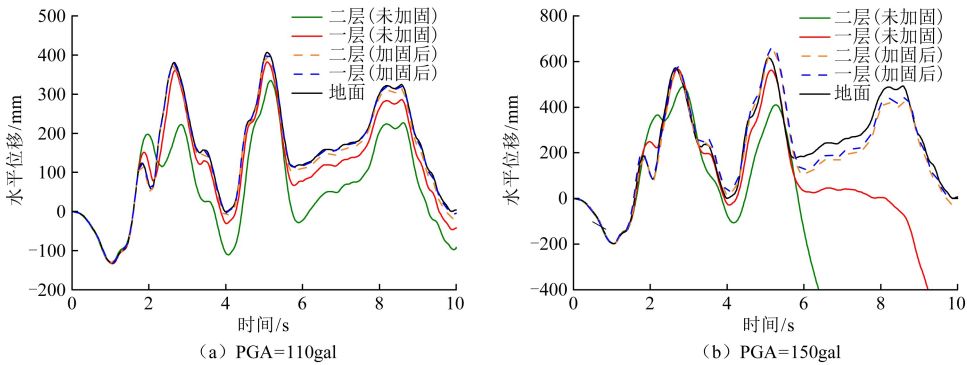 二层(未加固)
一层(未加固)
二层(加固后)
一层(加固后)
地面
水平位移/mm
500
400
300
200
100
0
−100
−200
0 2 4 6 8 10
时间/s
（a）PGA=110gal
二层(未加固)
一层(未加固)
二层(加固后)
一层(加固后)
地面
水平位移/mm
800
600
400
200
0
−200
−400
0 2 4 6 8 10
时间/s
（b）PGA=150gal